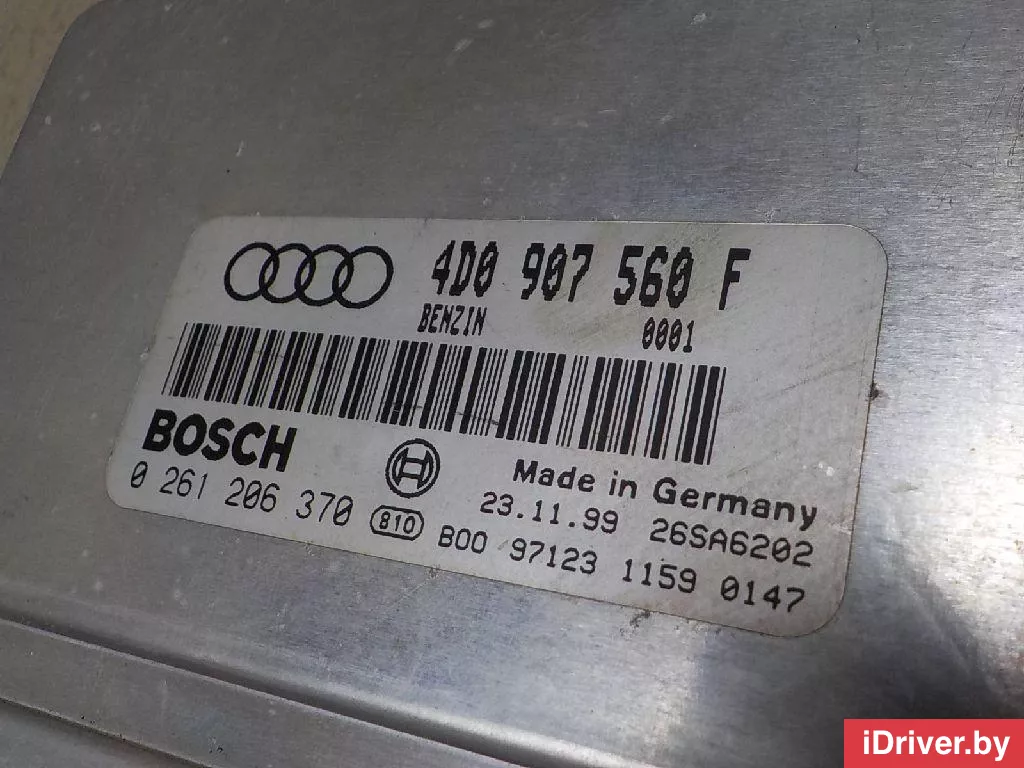 4D0 907 560 F
BENZIN 0001
BOSCH
Made in Germany
0 261 206 370
23.11.99 26SA6202
810
B00 97123 1159 0147
iDriver.by